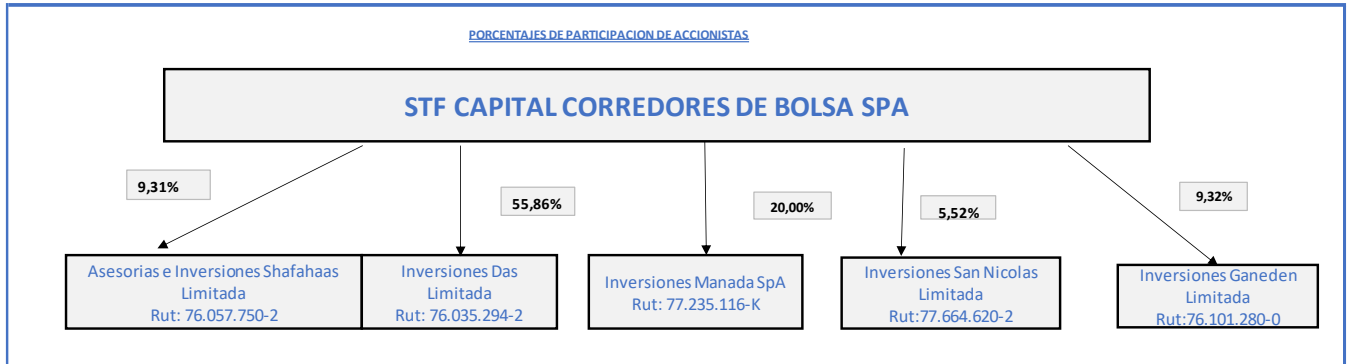 PORCENTAJES DE PARTICIPACION DE ACCIONISTAS
STF CAPITAL CORREDORES DE BOLSA SPA
9,31%
55,86%
20,00%
5,52%
9,32%
Asesorias e Inversiones Shafahaas
Limitada
Rut: 76.057.750-2
Inversiones Das
Limitada
Rut: 76.035.294-2
Inversiones Manada SpA
Rut: 77.235.116-K
Inversiones San Nicolas
Limitada
Rut:77.664.620-2
Inversiones Ganeden
Limitada
Rut:76.101.280-0